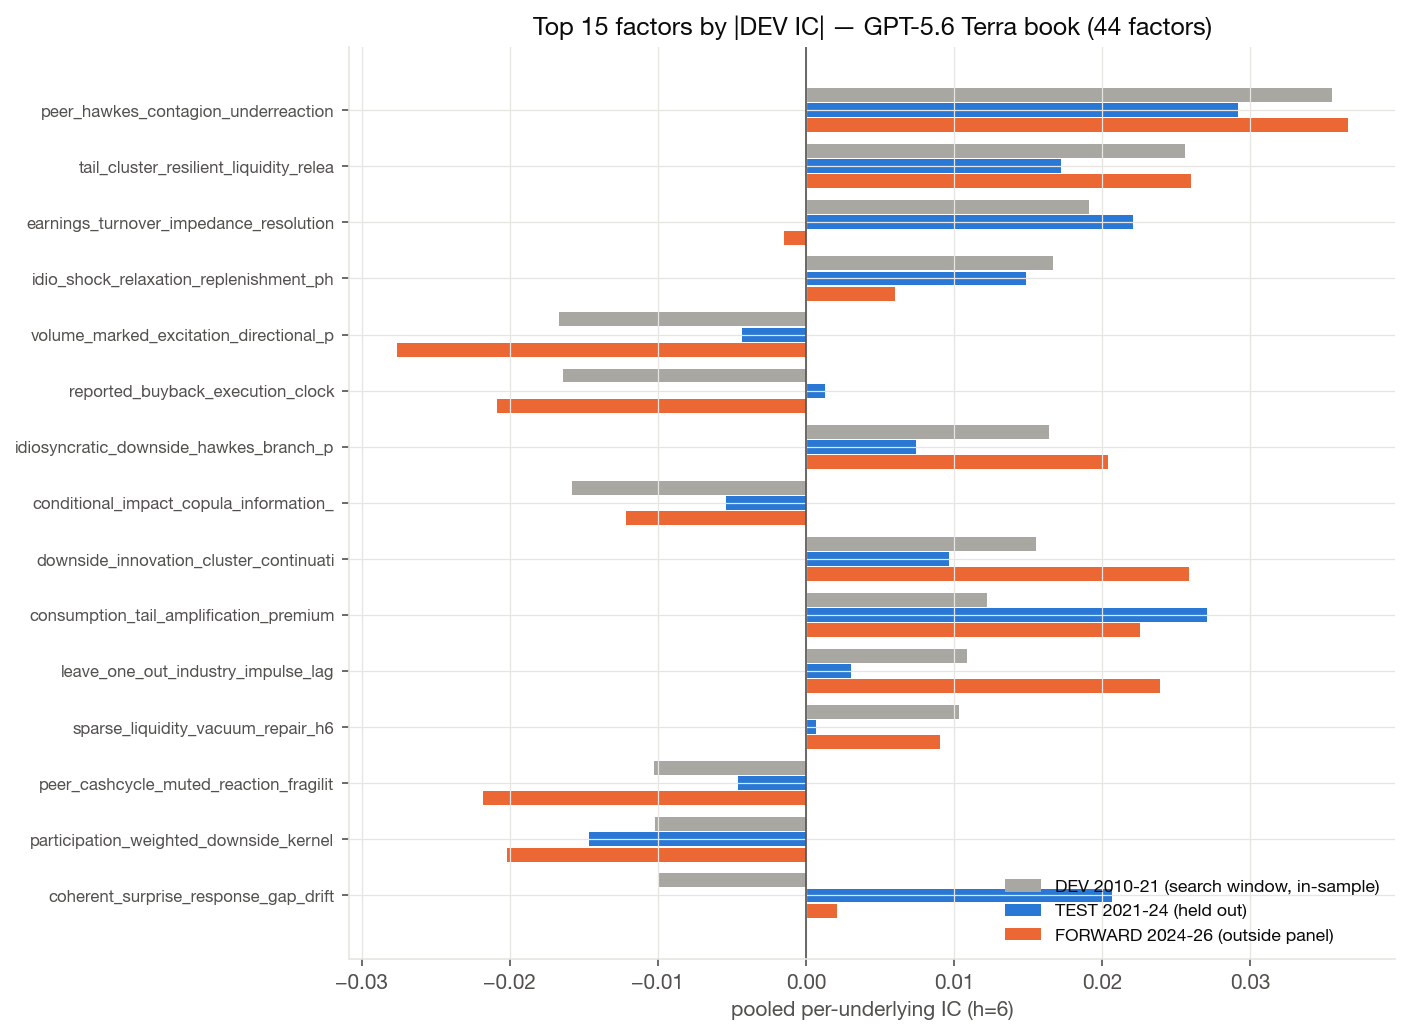 Top 15 factors by |DEV IC| — GPT-5.6 Terra book (44 factors)
peer_hawkes_contagion_underreaction
tail_cluster_resilient_liquidity_relea
earnings_turnover_impedance_resolution
idio_shock_relaxation_replenishment_ph
volume_marked_excitation_directional_p
reported_buyback_execution_clock
idiosyncratic_downside_hawkes_branch_p
conditional_impact_copula_information_
downside_innovation_cluster_continuati
consumption_tail_amplification_premium
leave_one_out_industry_impulse_lag
sparse_liquidity_vacuum_repair_h6
peer_cashcycle_muted_reaction_fragilit
participation_weighted_downside_kernel
coherent_surprise_response_gap_drift
DEV 2010-21 (search window, in-sample)
TEST 2021-24 (held out)
FORWARD 2024-26 (outside panel)
−0.03 −0.02 −0.01 0.00 0.01 0.02 0.03
pooled per-underlying IC (h=6)